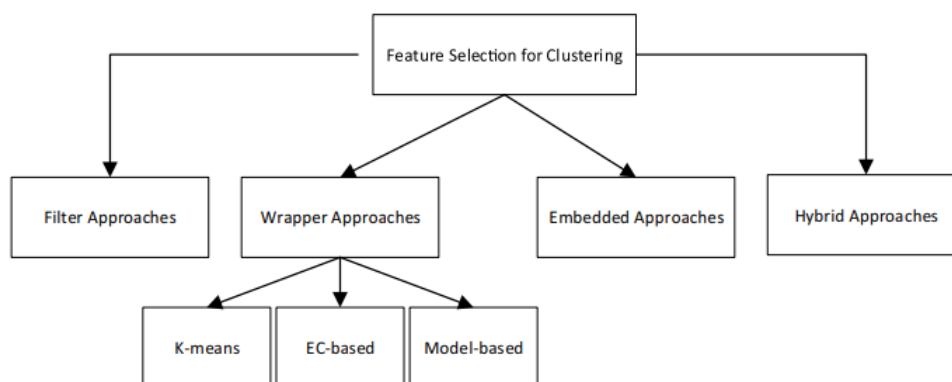 Feature Selection for Clustering
Filter Approaches
Wrapper Approaches
Embedded Approaches
Hybrid Approaches
K-means
EC-based
Model-based